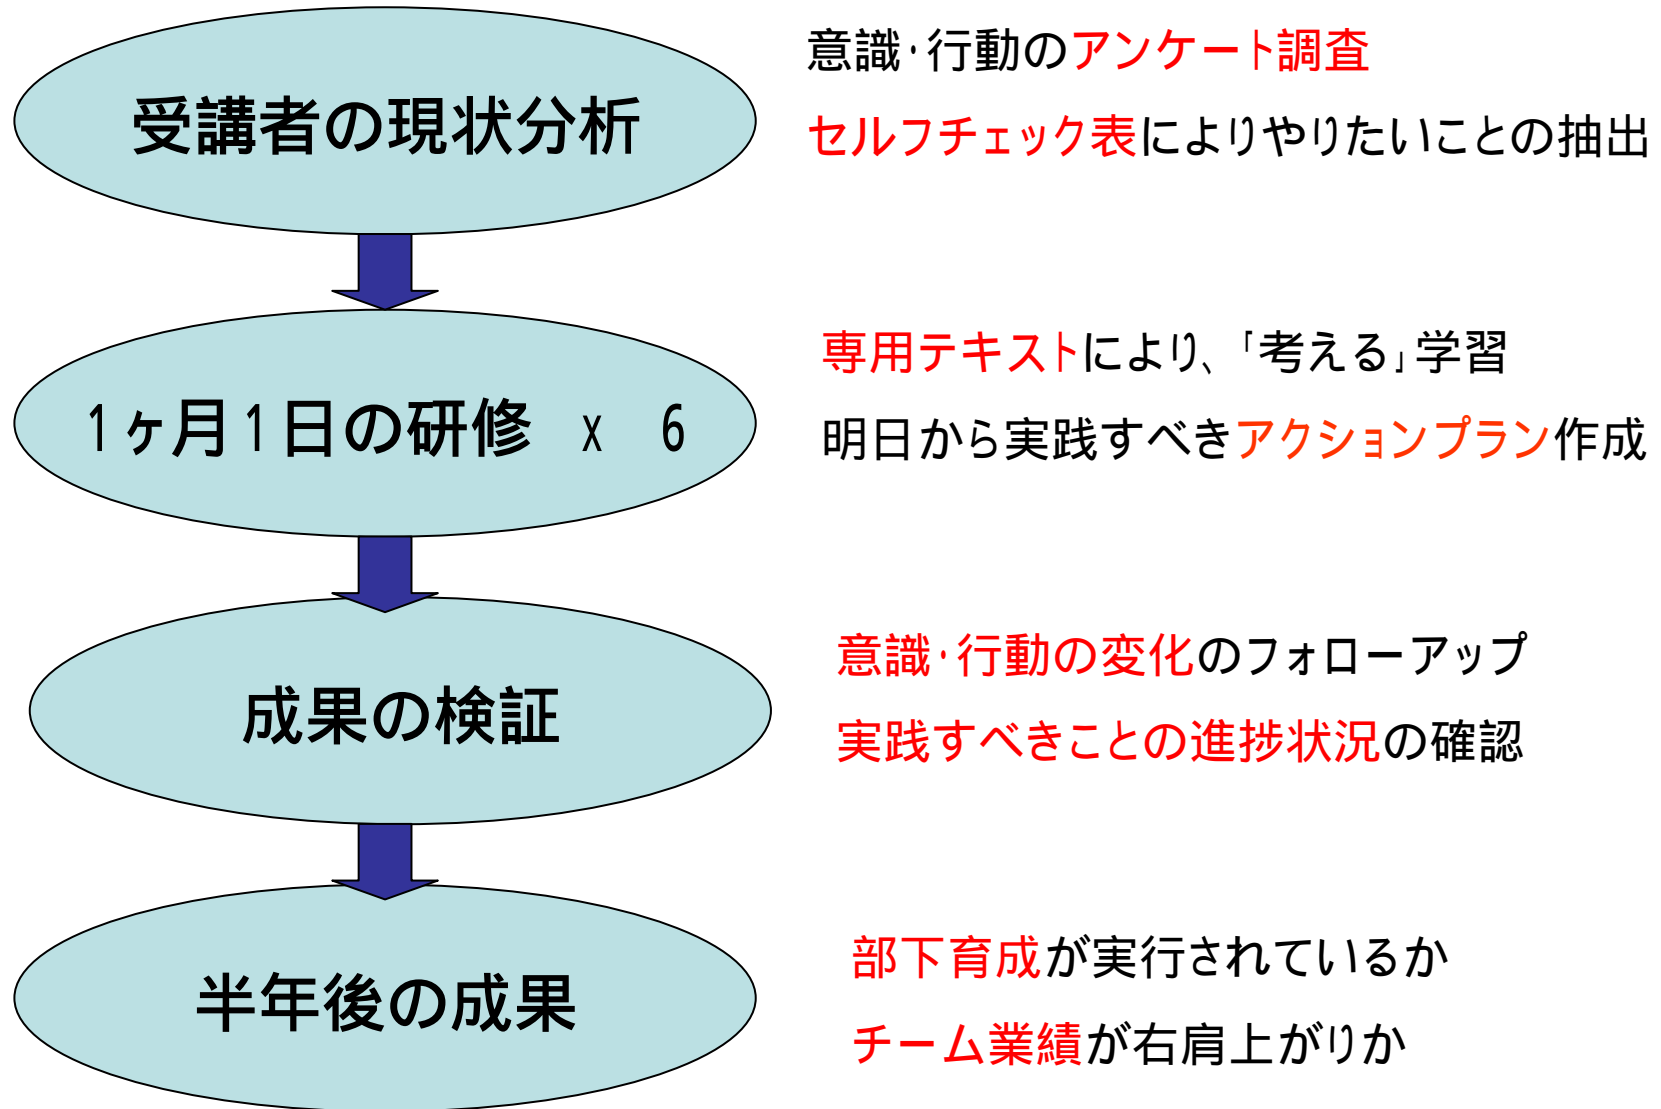 受講者の現状分析
意識・行動のアンケート調査
セルフチェック表によりやりたいことの抽出
1ヶ月1日の研修 x 6
専用テキストにより、「考える」学習
明日から実践すべきアクションプラン作成
成果の検証
意識・行動の変化のフォローアップ
実践すべきことの進捗状況の確認
半年後の成果
部下育成が実行されているか
チーム業績が右肩上がりか